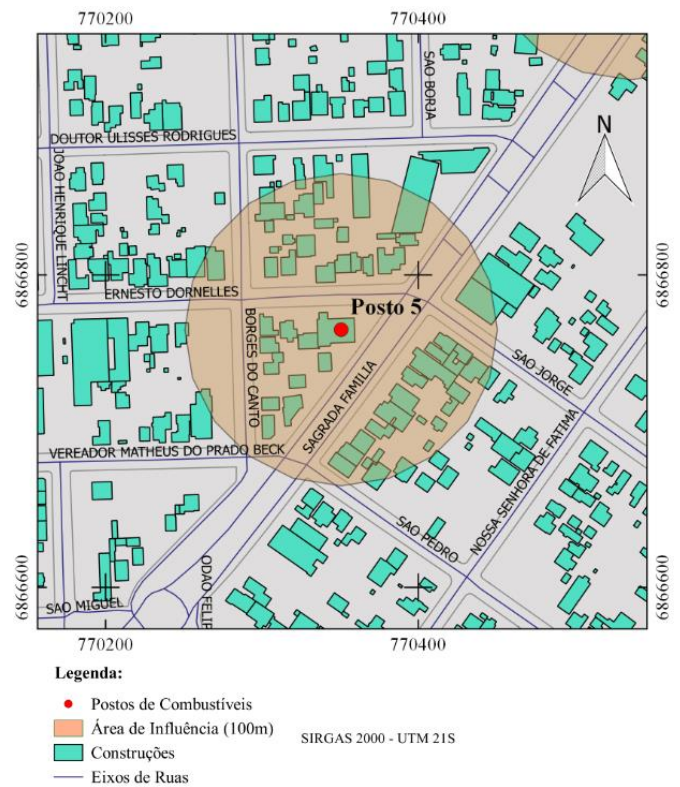 770200
770400
SAO BORJA
N
DOUTOR ULISSES RODRIGUES
JOAO HENRIQUE LINCHT
6866800
6866800
ERNESTO DORNELLES
Posto 5
BORGES DO CANTO
SAGRADA FAMILIA
SAO JORGE
VEREADOR MATHEUS DO PRADO BECK
NOSSA SENHORA DE FATIMA
SAO PEDRO
ODAO FELIP
6866600
6866600
SAO MIGUEL
770200
770400
Legenda:
Postos de Combustíveis
Área de Influência (100m)
SIRGAS 2000 - UTM 21S
Construções
Eixos de Ruas